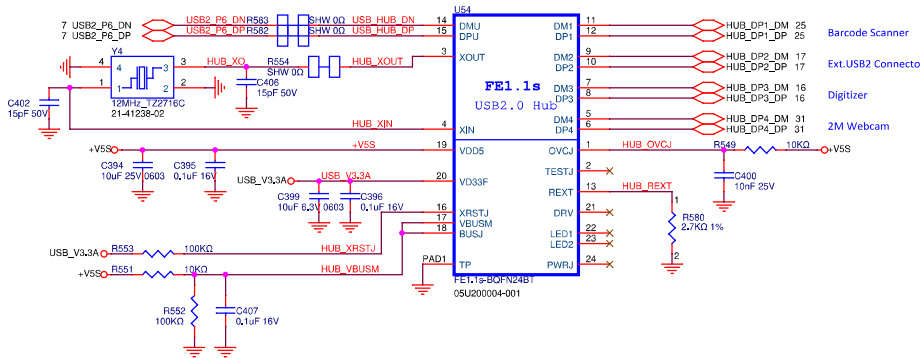 U54
7 USB2_P6_DN USB2_P6_DN R583 USB_HUB_DN 14 DMU DM1 11 HUB_DP1_DM 25
7 USB2_P6_DP USB2_P6_DP R582 USB_HUB_DP 15 DPU DP1 12 HUB_DP1_DP 25 Barcode Scanner
SHW 0Ω
Y4
4 3 HUB_XO R554 HUB_XOUT 3 XOUT DM2 9 HUB_DP2_DM 17
SHW 0Ω DP2 10 HUB_DP2_DP 17 Ext.USB2 Connecto
1 2 C406 FE1.1s DM3 7 HUB_DP3_DM 16
C402 12MHz_TZ2716C 15pF 50V USB2.0 Hub DP3 8 HUB_DP3_DP 16 Digitizer
15pF 50V 21-41238-02
DM4 5 HUB_DP4_DM 31
HUB_XIN 4 XIN DP4 6 HUB_DP4_DP 31 2M Webcam
+V5S +V5S 19 VDD5 OVCJ 1 HUB_OVCJ R549 10KΩ +V5S
C394 C395 TESTJ 2 C400
10uF 25V 0603 0.1uF 16V USB_V3.3A USB_V3.3A 20 VD33F 10nF 25V
C399 C396 REXT 13 HUB_REXT
10uF 6.3V 0603 0.1uF 16V
16 XRSTJ DRV 21 1
17 VBUSM R580
18 BUSJ LED1 22 2.7KΩ 1%
USB_V3.3A R553 100KΩ HUB_XRSTJ LED2 23
2
+V5S R551 10KΩ HUB_VBUSM PAD1 TP PWRJ 24
FE1.1s-BQFN24BT
R552 C407 05U200004-001
100KΩ 0.1uF 16V